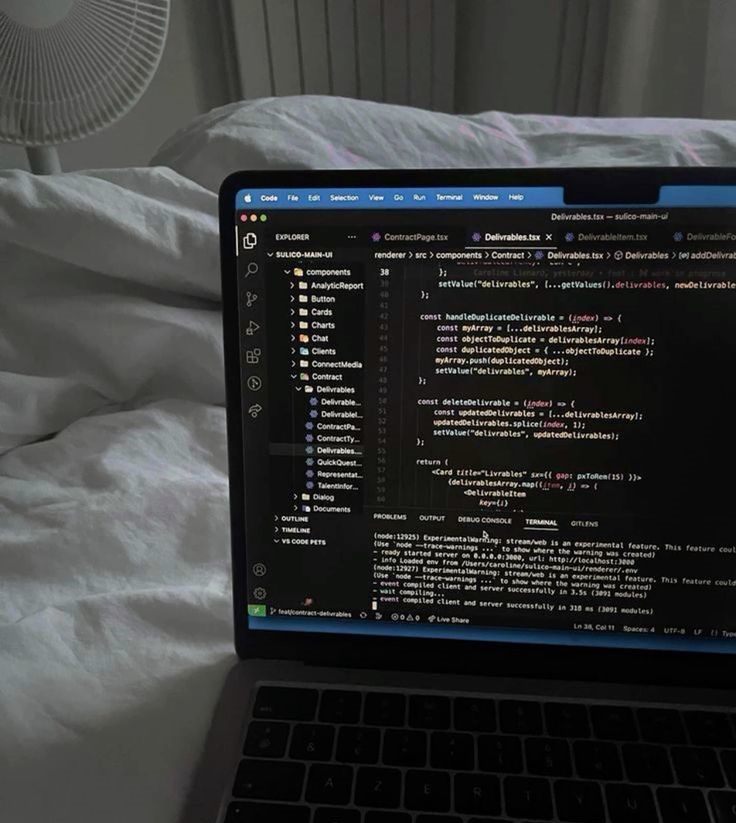 Code File Edit Selection View Go Run Terminal Window Help
Delivrables.tsx — sulico-main-ui
EXPLORER ...
ContractPage.tsx Delivrables.tsx × DelivrableItem.tsx DelivrableFo
SULICO-MAIN-UI
renderer > src > components > Contract > Delivrables.tsx > Delivrables > addDelivrab
components
AnalyticReport
Button
Cards
Charts
Chat
Clients
ConnectMedia
Contract
Delivrables
Delivrable...
Delivrablel...
ContractPa...
ContractTy...
Delivrables...
QuickQuest...
Representat...
TalentInfor...
Dialog
Documents
OUTLINE
TIMELINE
VS CODE PETS
38 };
39 setValue("delivrables", [...getValues().delivrables, newDelivrable
40 };
41
42 const handleDuplicateDelivrable = (index) => {
43 const myArray = [...delivrablesArray];
44 const objectToDuplicate = delivrablesArray[index];
45 const duplicatedObject = { ...objectToDuplicate };
46 myArray.push(duplicatedObject);
47 setValue("delivrables", myArray);
48 };
49
50 const deleteDelivrable = (index) => {
51 const updatedDelivrables = [...delivrablesArray];
52 updatedDelivrables.splice(index, 1);
53 setValue("delivrables", updatedDelivrables);
54 };
55
56 return (
57 <Card title="Livrables" sx={{ gap: pxToRem(15) }}>
58 {delivrablesArray.map((item, i) => (
59 <DelivrableItem
60 key={i}
PROBLEMS OUTPUT DEBUG CONSOLE TERMINAL GITLENS
(node:12925) ExperimentalWarning: stream/web is an experimental feature. This feature coul
(Use `node --trace-warnings ...` to show where the warning was created)
- ready started server on 0.0.0.0:3000, url: http://localhost:3000
- info Loaded env from /Users/caroline/sulico-main-ui/renderer/.env
(node:12927) ExperimentalWarning: stream/web is an experimental feature. This feature could
(Use `node --trace-warnings ...` to show where the warning was created)
- event compiled client and server successfully in 3.5s (3091 modules)
- wait compiling...
- event compiled client and server successfully in 318 ms (3091 modules)
feat/contract-delivrables 0 0 Live Share Ln 38, Col 11 Spaces: 4 UTF-8 LF {} Type
&
A Z E R T Y U